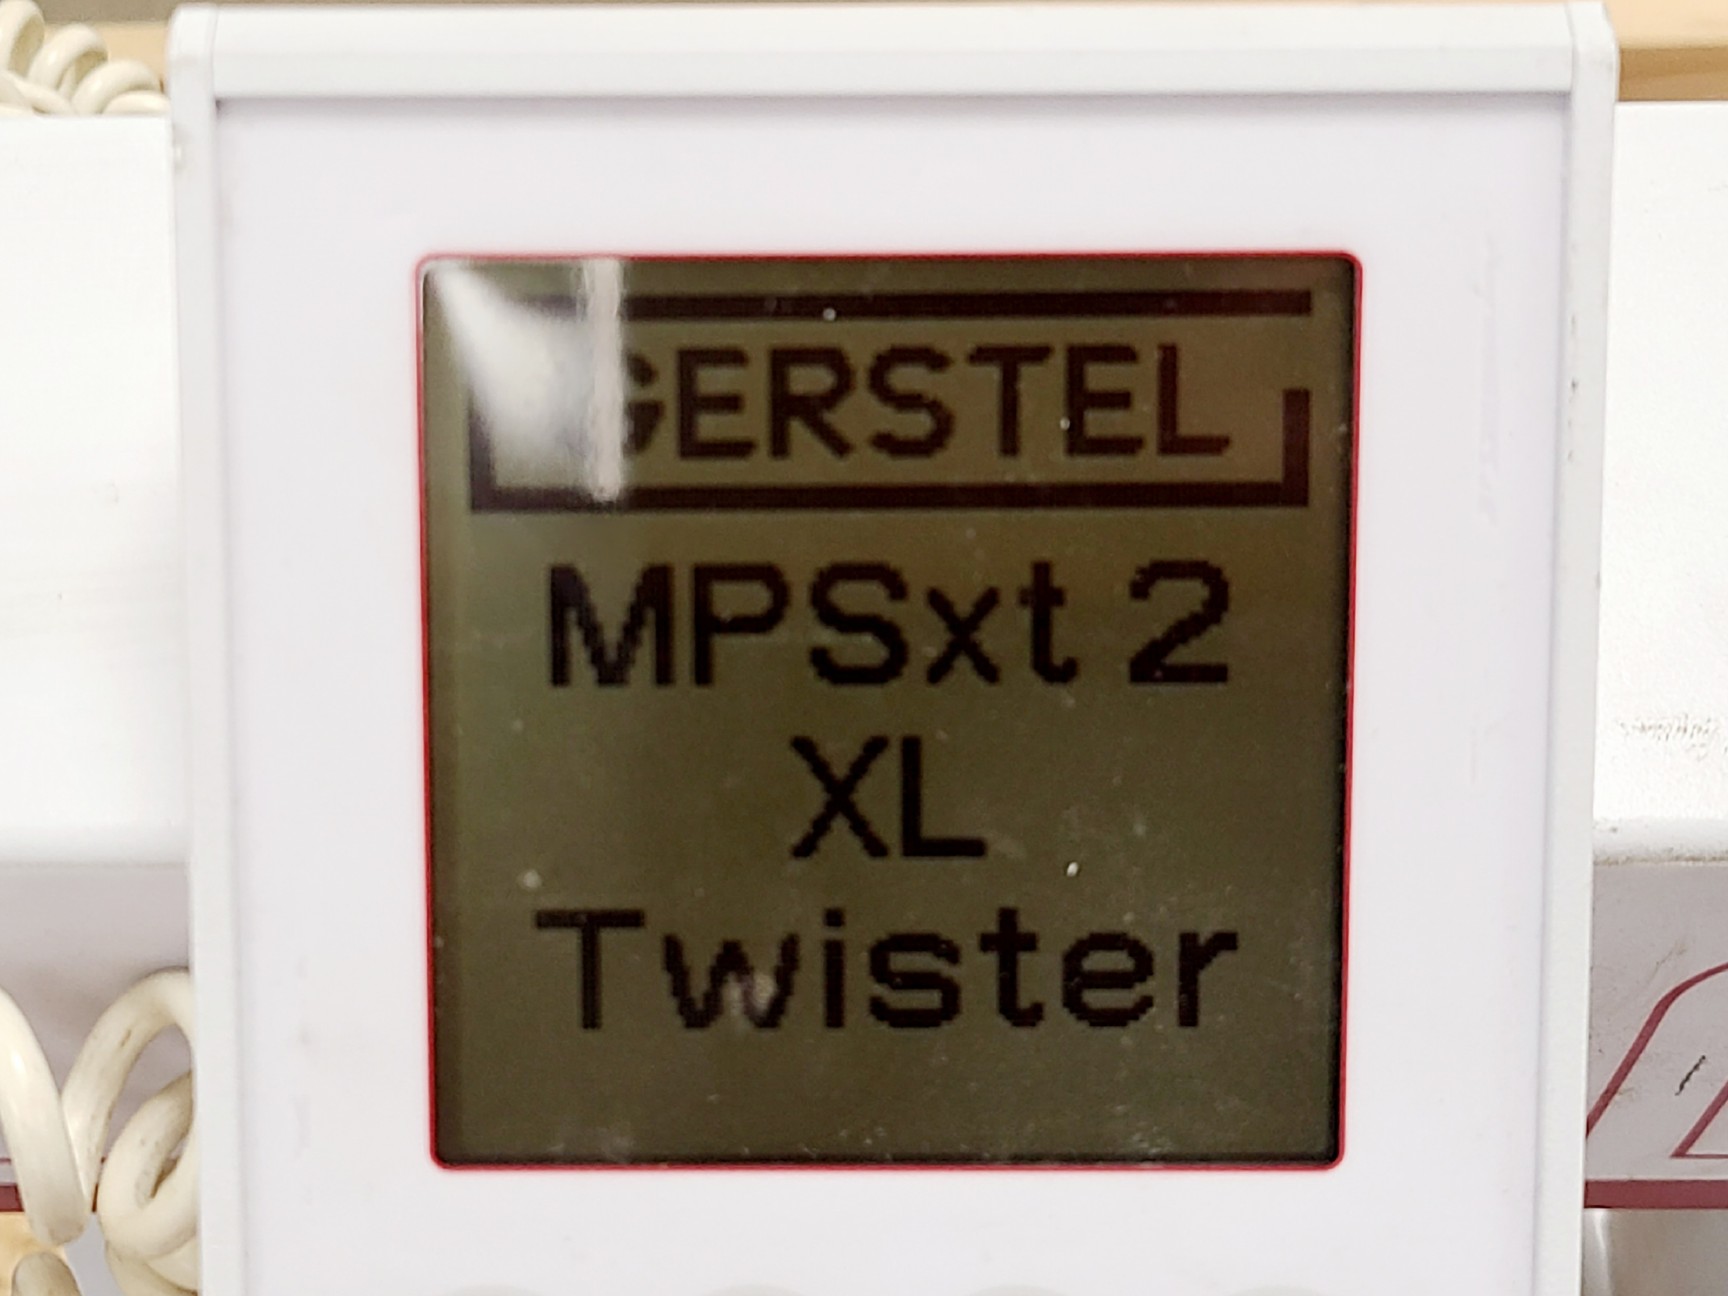 GERSTEL
MPSxt 2
XL
Twister